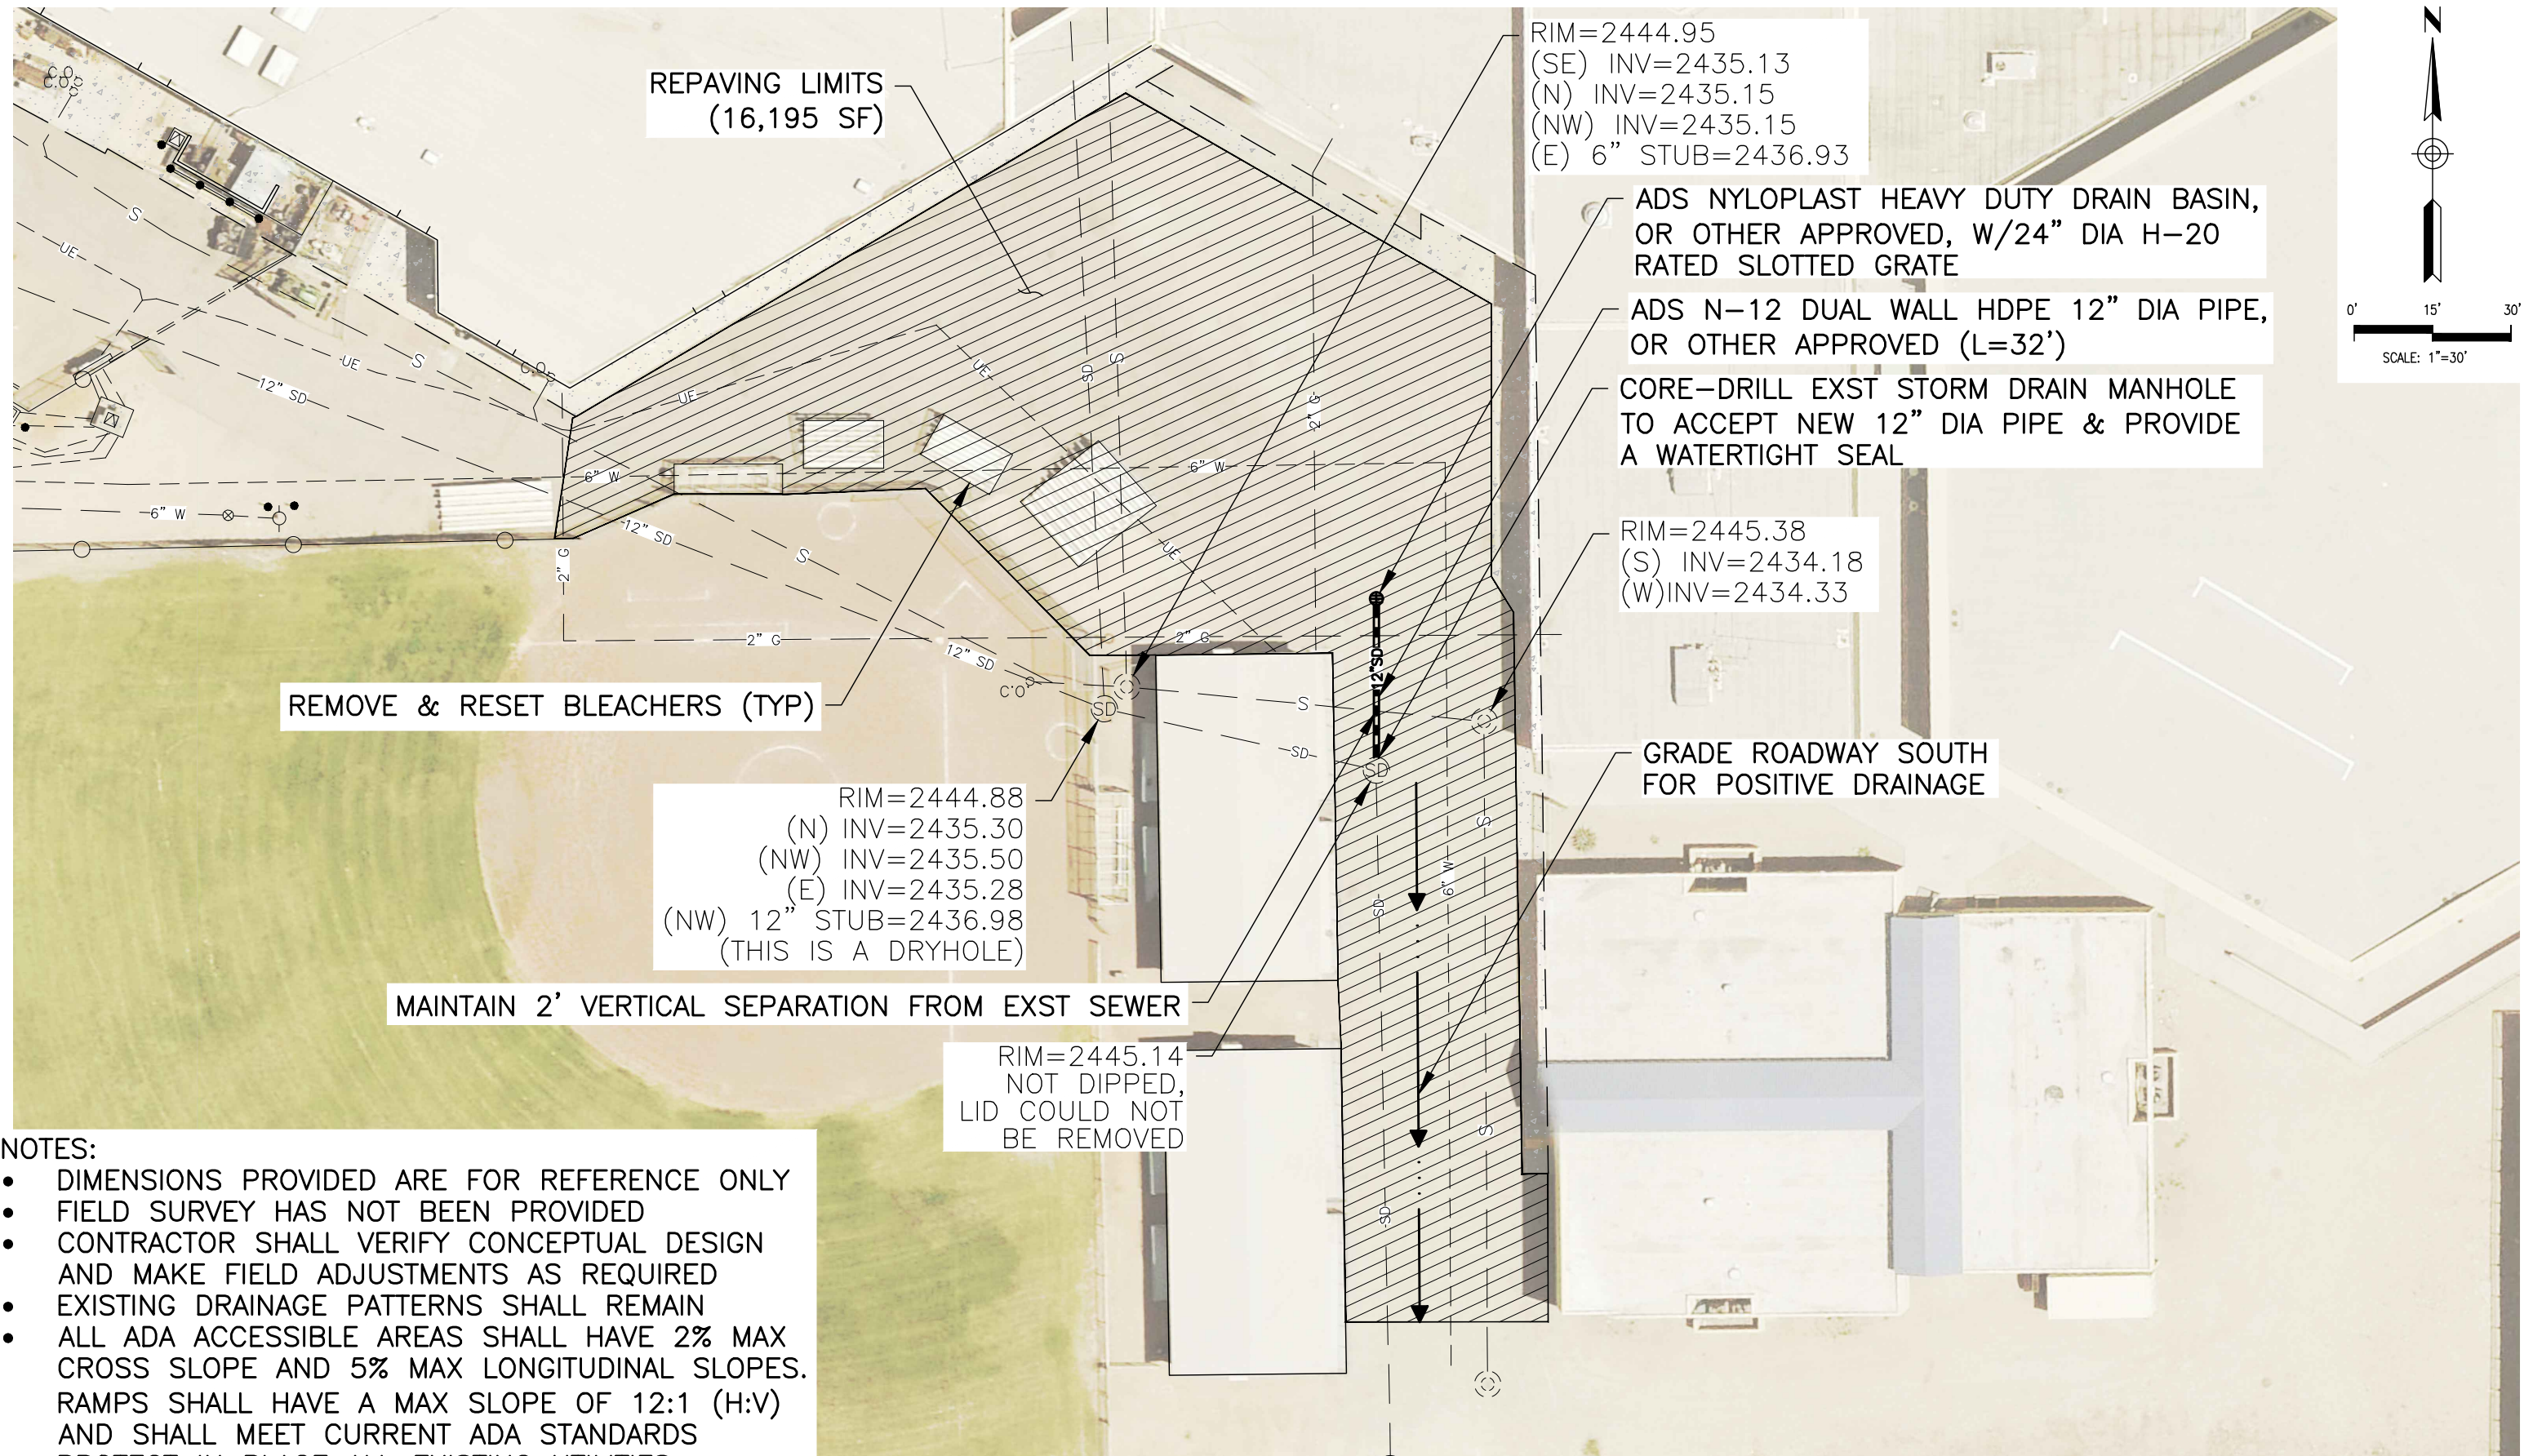 N
0' 15' 30'
SCALE: 1"=30'
RIM=2444.95
(SE) INV=2435.13
(N) INV=2435.15
(NW) INV=2435.15
(E) 6" STUB=2436.93
REPAVING LIMITS
(16,195 SF)
ADS NYLOPLAST HEAVY DUTY DRAIN BASIN,
OR OTHER APPROVED, W/24" DIA H-20
RATED SLOTTED GRATE
ADS N-12 DUAL WALL HDPE 12" DIA PIPE,
OR OTHER APPROVED (L=32')
CORE-DRILL EXST STORM DRAIN MANHOLE
TO ACCEPT NEW 12" DIA PIPE & PROVIDE
A WATERTIGHT SEAL
RIM=2445.38
(S) INV=2434.18
(W)INV=2434.33
C.O.
C.O.
S
UE
UE
S
12" SD
C.O.
UE
UE
SD
S
2" G
6" W
6" W
6" W
12" SD
2" G
S
UE
2" G
2" G
12" SD
C.O.
SD
12"SD
S
SD
SD
REMOVE & RESET BLEACHERS (TYP)
GRADE ROADWAY SOUTH
FOR POSITIVE DRAINAGE
RIM=2444.88
(N) INV=2435.30
(NW) INV=2435.50
(E) INV=2435.28
(NW) 12" STUB=2436.98
(THIS IS A DRYHOLE)
S
6" W
SD
MAINTAIN 2' VERTICAL SEPARATION FROM EXST SEWER
RIM=2445.14
NOT DIPPED,
LID COULD NOT
BE REMOVED
S
SD
NOTES:
• DIMENSIONS PROVIDED ARE FOR REFERENCE ONLY
• FIELD SURVEY HAS NOT BEEN PROVIDED
• CONTRACTOR SHALL VERIFY CONCEPTUAL DESIGN
AND MAKE FIELD ADJUSTMENTS AS REQUIRED
• EXISTING DRAINAGE PATTERNS SHALL REMAIN
• ALL ADA ACCESSIBLE AREAS SHALL HAVE 2% MAX
CROSS SLOPE AND 5% MAX LONGITUDINAL SLOPES.
RAMPS SHALL HAVE A MAX SLOPE OF 12:1 (H:V)
AND SHALL MEET CURRENT ADA STANDARDS